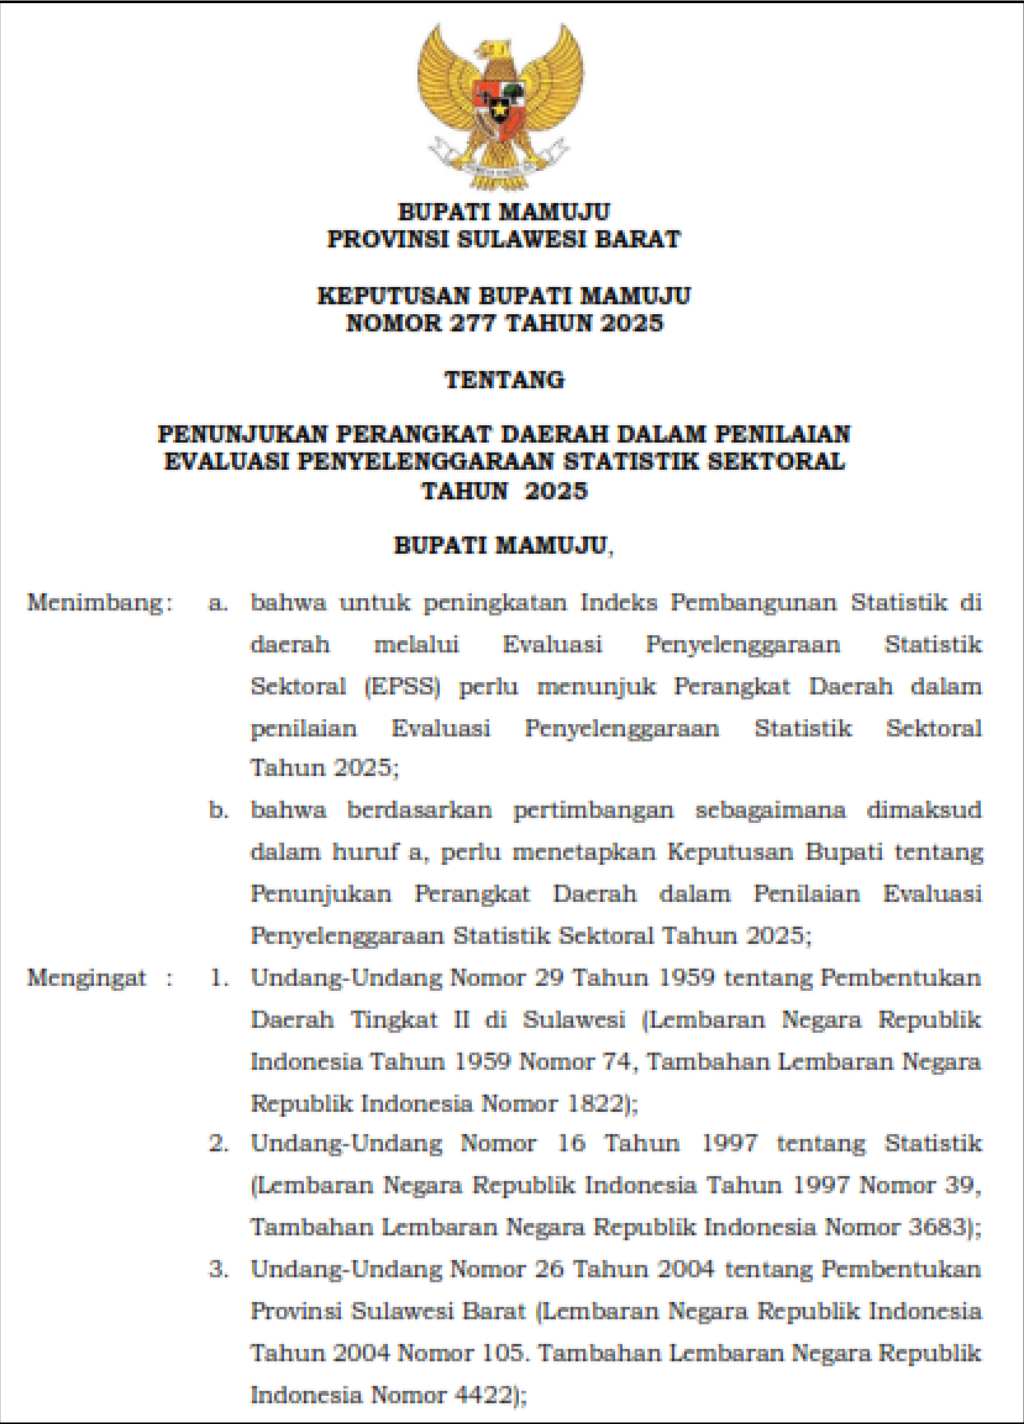 BUPATI MAMUJU
PROVINSI SULAWESI BARAT
KEPUTUSAN BUPATI MAMUJU
NOMOR 277 TAHUN 2025
TENTANG
PENUNJUKAN PERANGKAT DAERAH DALAM PENILAIAN
EVALUASI PENYELENGGARAAN STATISTIK SEKTORAL
TAHUN 2025
BUPATI MAMUJU,
Menimbang : a. bahwa untuk peningkatan Indeks Pembangunan Statistik di
daerah melalui Evaluasi Penyelenggaraan Statistik
Sektoral (EPSS) perlu menunjuk Perangkat Daerah dalam
penilaian Evaluasi Penyelenggaraan Statistik Sektoral
Tahun 2025;
b. bahwa berdasarkan pertimbangan sebagaimana dimaksud
dalam huruf a, perlu menetapkan Keputusan Bupati tentang
Penunjukan Perangkat Daerah dalam Penilaian Evaluasi
Penyelenggaraan Statistik Sektoral Tahun 2025;
Mengingat : 1. Undang-Undang Nomor 29 Tahun 1959 tentang Pembentukan
Daerah Tingkat II di Sulawesi (Lembaran Negara Republik
Indonesia Tahun 1959 Nomor 74, Tambahan Lembaran Negara
Republik Indonesia Nomor 1822);
2. Undang-Undang Nomor 16 Tahun 1997 tentang Statistik
(Lembaran Negara Republik Indonesia Tahun 1997 Nomor 39,
Tambahan Lembaran Negara Republik Indonesia Nomor 3683);
3. Undang-Undang Nomor 26 Tahun 2004 tentang Pembentukan
Provinsi Sulawesi Barat (Lembaran Negara Republik Indonesia
Tahun 2004 Nomor 105. Tambahan Lembaran Negara Republik
Indonesia Nomor 4422);